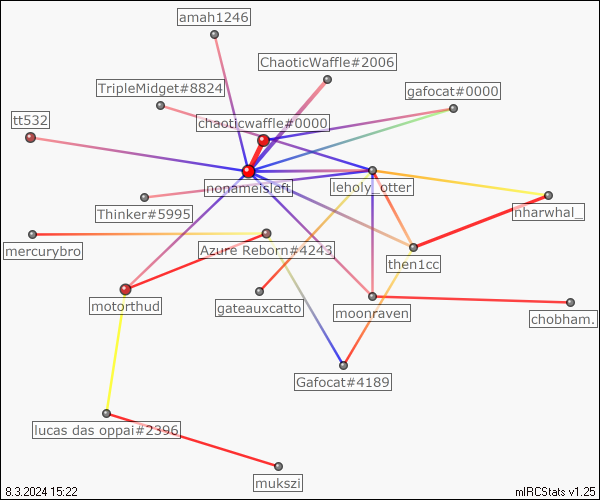 amah1246
ChaoticWaffle#2006
TripleMidget#8824
gafocat#0000
tt532
chaoticwaffle#0000
nonameisleft
leholy_otter
Thinker#5995
nharwhal_
mercurybro
Azure Reborn#4243
then1cc
motorthud
gateauxcatto
moonraven
chobham.
Gafocat#4189
lucas das oppai#2396
mukszi
8.3.2024 15:22
mIRCStats v1.25